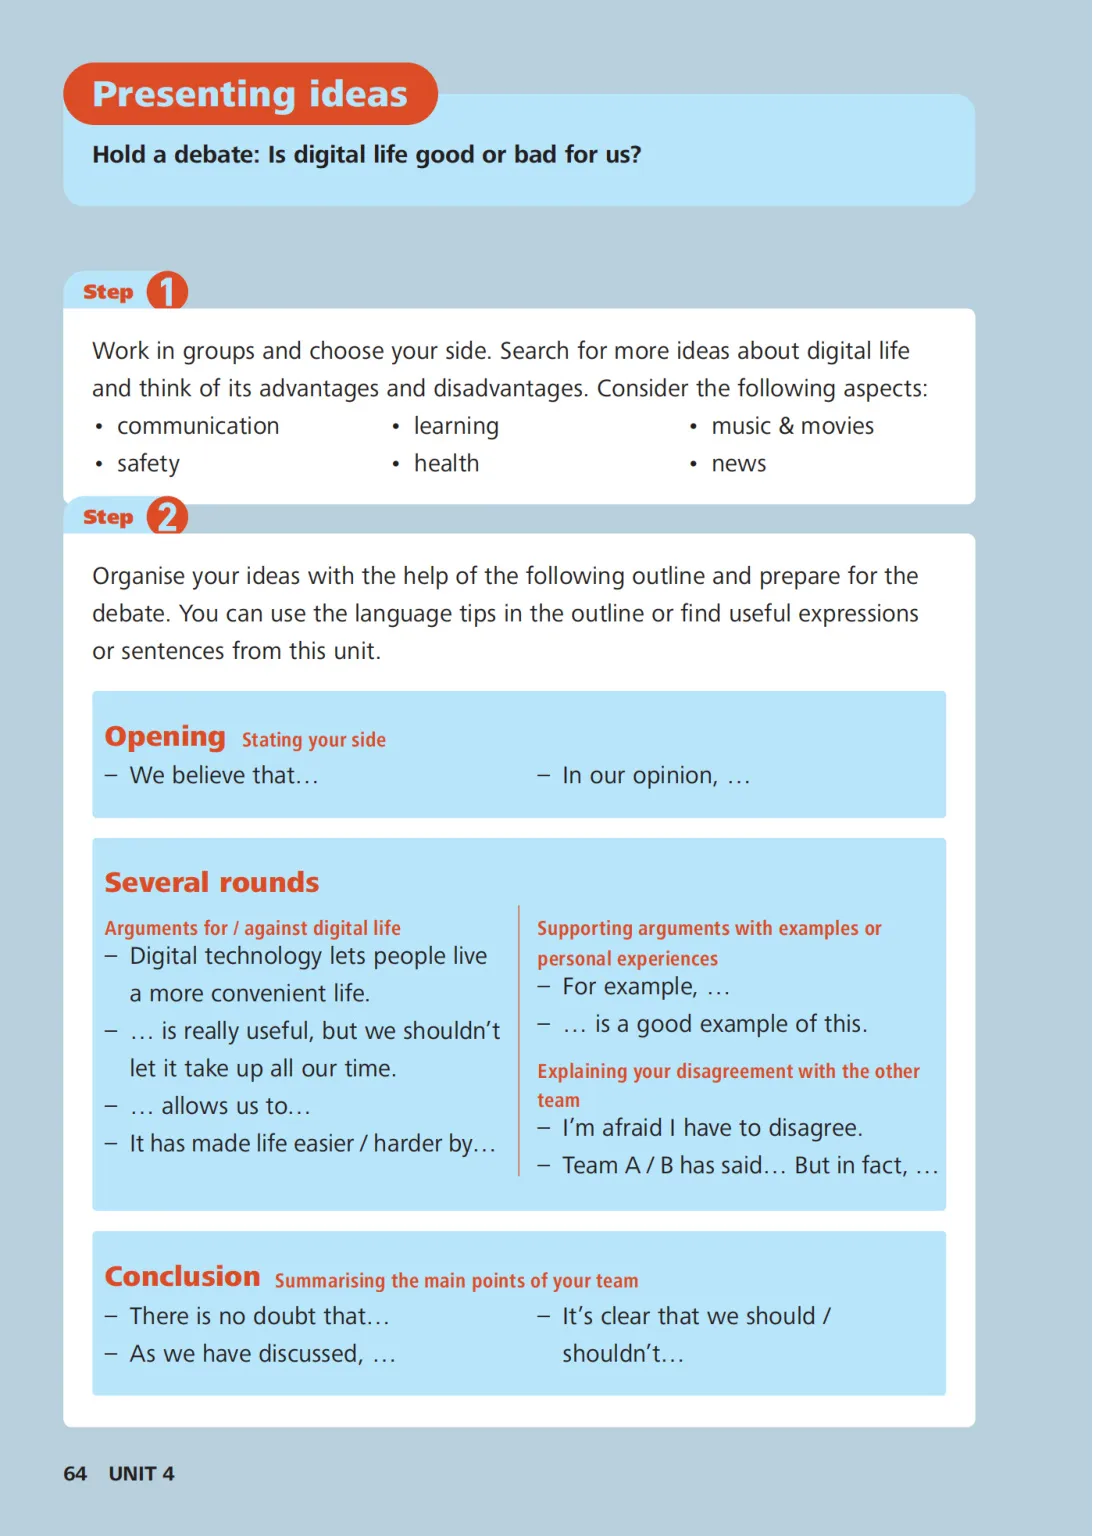 Presenting ideas
Hold a debate: Is digital life good or bad for us?
Step 1
Work in groups and choose your side. Search for more ideas about digital life
and think of its advantages and disadvantages. Consider the following aspects:
• communication • learning • music & movies
• safety • health • news
Step 2
Organise your ideas with the help of the following outline and prepare for the
debate. You can use the language tips in the outline or find useful expressions
or sentences from this unit.
Opening Stating your side
– We believe that… – In our opinion, …
Several rounds
Arguments for / against digital life
– Digital technology lets people live
a more convenient life.
– … is really useful, but we shouldn’t
let it take up all our time.
– … allows us to…
– It has made life easier / harder by…
Supporting arguments with examples or
personal experiences
– For example, …
– … is a good example of this.
Explaining your disagreement with the other
team
– I’m afraid I have to disagree.
– Team A / B has said… But in fact, …
Conclusion Summarising the main points of your team
– There is no doubt that…
– As we have discussed, …
– It’s clear that we should /
shouldn’t…
64 UNIT 4